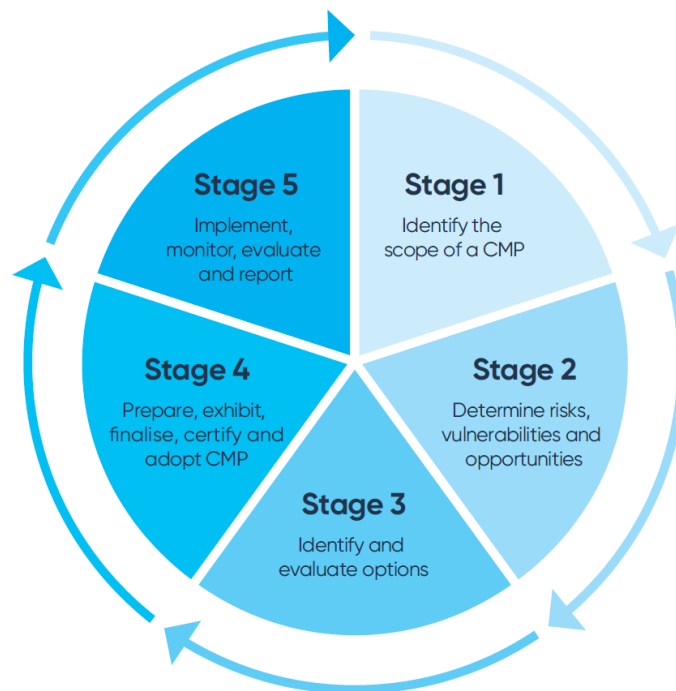 Stage 1
Identify the
scope of a CMP
Stage 2
Determine risks,
vulnerabilities and
opportunities
Stage 3
Identify and
evaluate options
Stage 4
Prepare, exhibit,
finalise, certify and
adopt CMP
Stage 5
Implement,
monitor, evaluate
and report